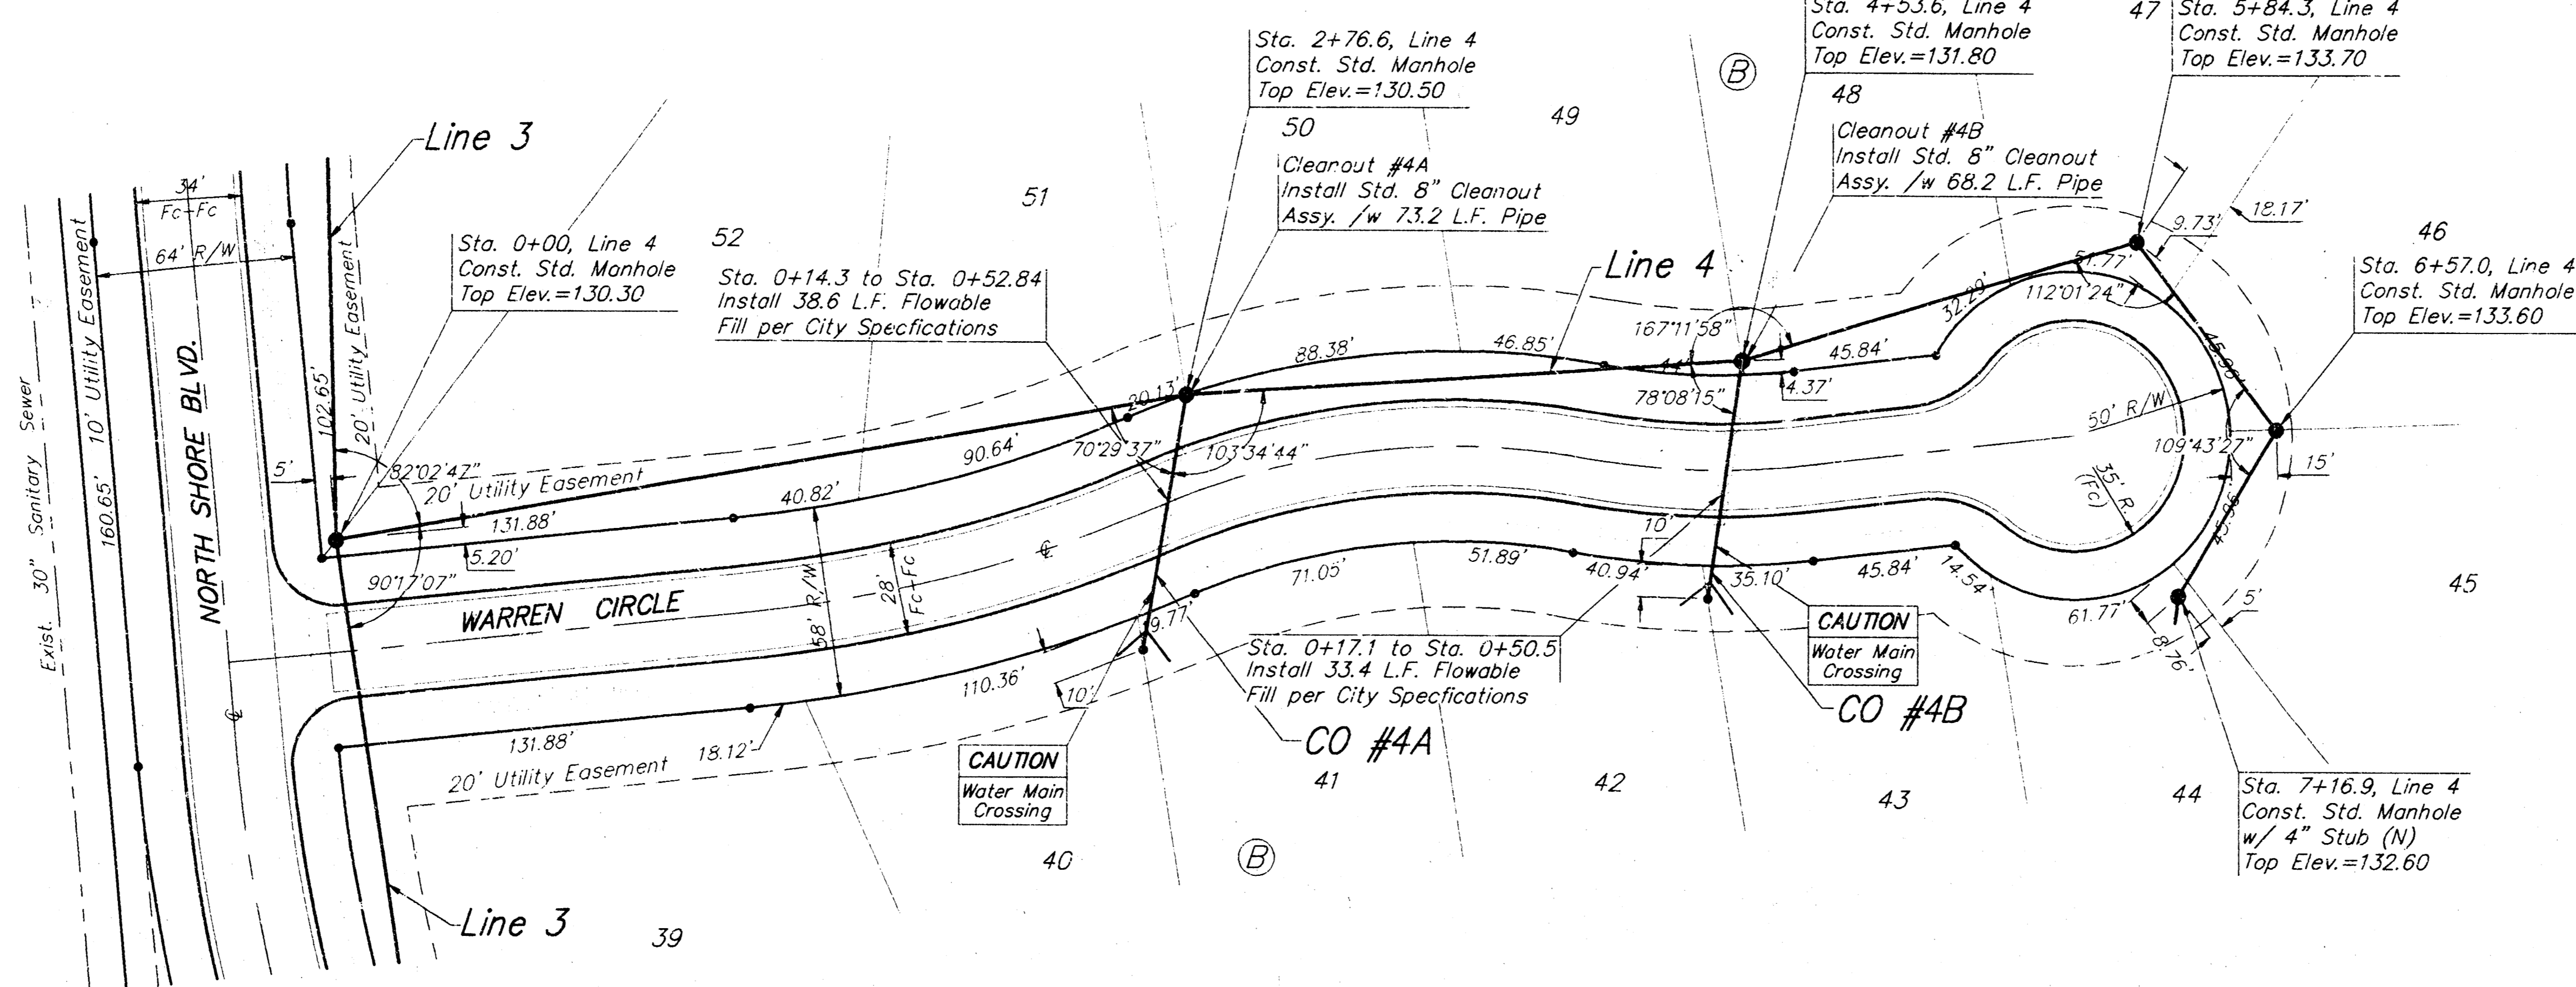 Sta. 4+53.6, Line 4
Const. Std. Manhole
Top Elev.=131.80
47
Sta. 5+84.3, Line 4
Const. Std. Manhole
Top Elev.=133.70
Sta. 2+76.6, Line 4
Const. Std. Manhole
Top Elev.=130.50
B
49
48
50
Cleanout #4A
Install Std. 8" Cleanout
Assy. /w 73.2 L.F. Pipe
Cleanout #4B
Install Std. 8" Cleanout
Assy. /w 68.2 L.F. Pipe
Line 3
51
52
34'
Fc-Fc
64' R/W
Sta. 0+00, Line 4
Const. Std. Manhole
Top Elev.=130.30
Sta. 0+14.3 to Sta. 0+52.84
Install 38.6 L.F. Flowable
Fill per City Specfications
Line 4
9.73'
18.17'
46
Sta. 6+57.0, Line 4
Const. Std. Manhole
Top Elev.=133.60
51.77'
112°01'24"
32.29'
167°11'58"
88.38'
46.85'
45.84'
4.37'
78°08'15"
45.96'
50' R/W
109°43'27"
15'
35' R.
(Fc)
45.96
Exist. 30" Sanitary Sewer
10' Utility Easement
160.65'
NORTH SHORE BLVD.
102.65'
20' Utility Easement
5'
82°02'47"
20' Utility Easement
131.88'
5.20'
90°17'07"
40.82'
90.64'
20.13'
70°29'37"
103°34'44"
WARREN CIRCLE
28'
Fc-Fc
58' R/W
℄
℄
71.05'
51.89'
40.94'
10'
35.10'
45.84'
14.54'
61.77'
8.76'
5'
45
9.77'
110.36'
10'
131.88'
18.12'
20' Utility Easement
Sta. 0+17.1 to Sta. 0+50.5
Install 33.4 L.F. Flowable
Fill per City Specfications
CAUTION
Water Main
Crossing
CO #4B
CO #4A
CAUTION
Water Main
Crossing
41
42
43
44
Sta. 7+16.9, Line 4
Const. Std. Manhole
w/ 4" Stub (N)
Top Elev.=132.60
40
B
Line 3
39